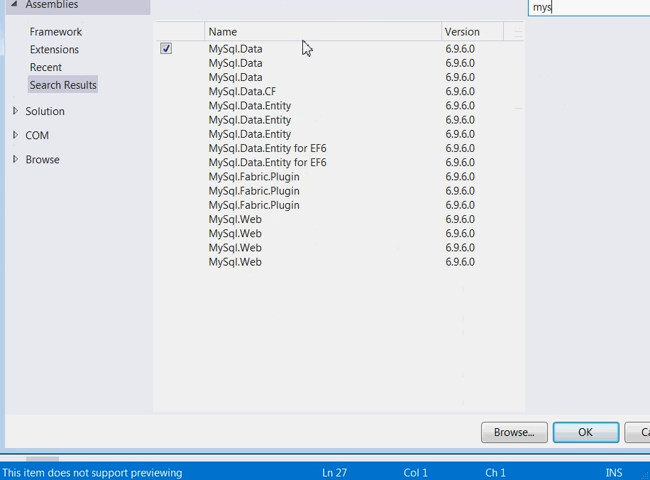 Assemblies
mys
Framework
Extensions
Recent
Search Results
Solution
COM
Browse
Name Version
MySql.Data 6.9.6.0
MySql.Data 6.9.6.0
MySql.Data 6.9.6.0
MySql.Data.CF 6.9.6.0
MySql.Data.Entity 6.9.6.0
MySql.Data.Entity 6.9.6.0
MySql.Data.Entity 6.9.6.0
MySql.Data.Entity for EF6 6.9.6.0
MySql.Data.Entity for EF6 6.9.6.0
MySql.Fabric.Plugin 6.9.6.0
MySql.Fabric.Plugin 6.9.6.0
MySql.Fabric.Plugin 6.9.6.0
MySql.Web 6.9.6.0
MySql.Web 6.9.6.0
MySql.Web 6.9.6.0
MySql.Web 6.9.6.0
Browse... OK Ca
This item does not support previewing Ln 27 Col 1 Ch 1 INS